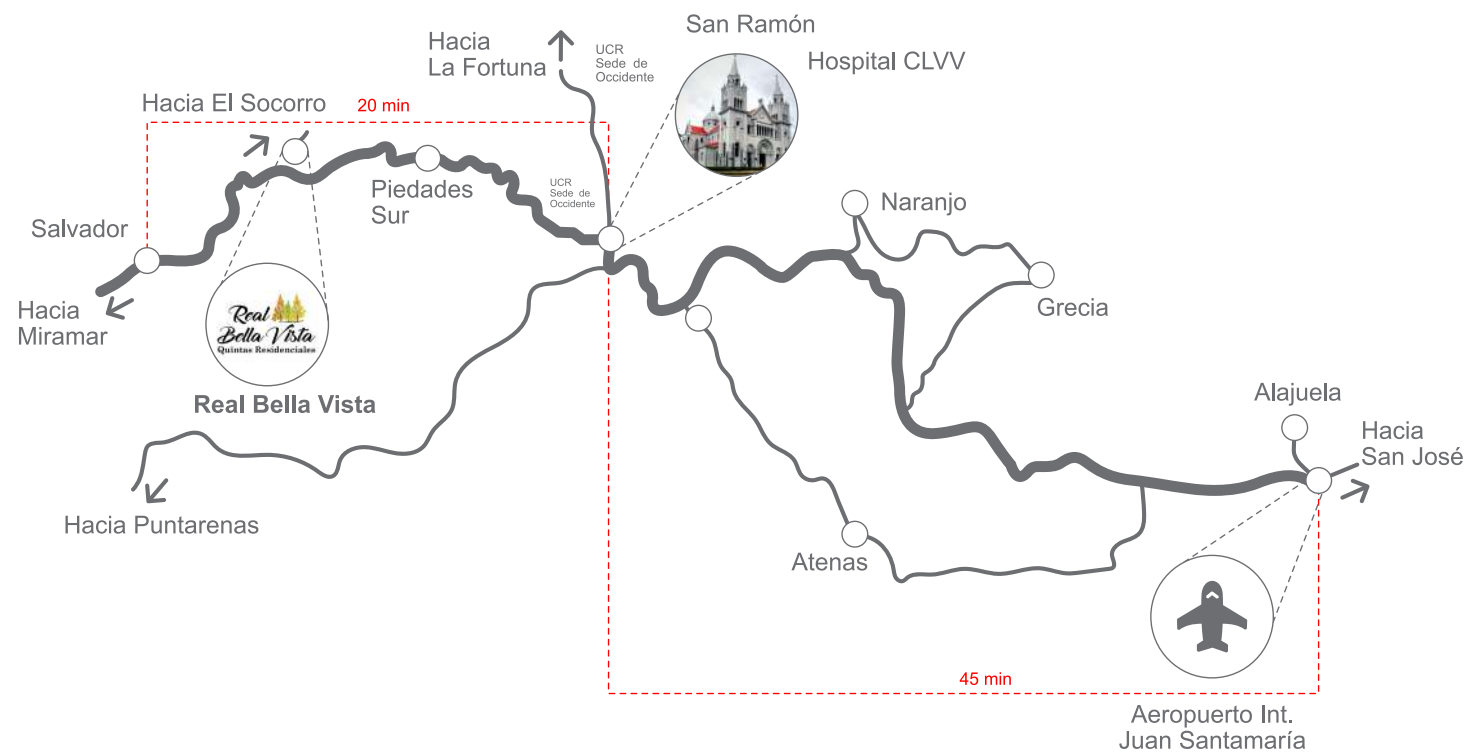 San Ramón
Hospital CLVV
Hacia
La Fortuna
UCR
Sede de
Occidente
Hacia El Socorro
20 min
Piedades
Sur
UCR
Sede de
Occidente
Salvador
Hacia
Miramar
Real
Bella Vista
Quintas Residenciales
Real Bella Vista
Hacia Puntarenas
Naranjo
Grecia
Atenas
Alajuela
Hacia
San José
45 min
Aeropuerto Int.
Juan Santamaría